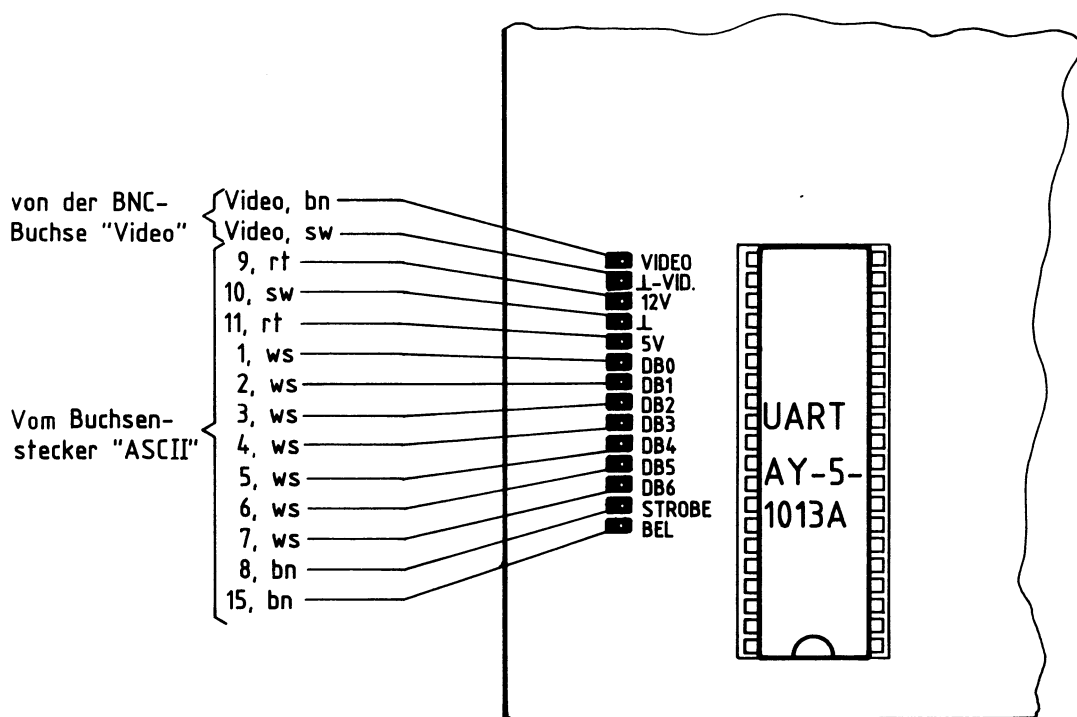 von der BNC-
Buchse "Video"
Video, bn
Video, sw
9, rt
10, sw
11, rt
1, ws
2, ws
3, ws
4, ws
5, ws
6, ws
7, ws
8, bn
15, bn
Vom Buchsen-
stecker "ASCII"
VIDEO
⊥-VID.
12V
⊥
5V
DB0
DB1
DB2
DB3
DB4
DB5
DB6
STROBE
BEL
UART
AY-5-
1013A